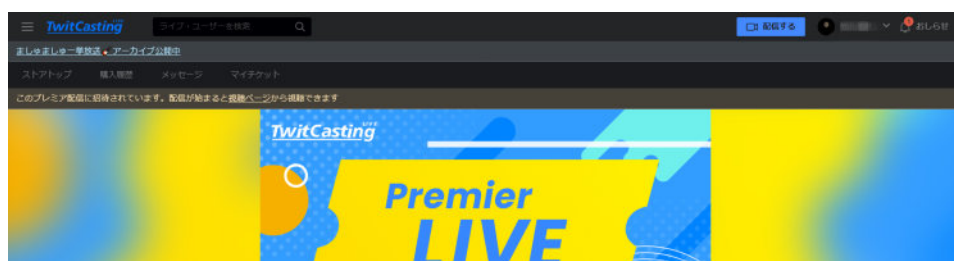 TwitCasting LIVE ライブ・ユーザーを検索 配信する おしらせ
ましゅましゅ一挙放送 アーカイブ公開中
ストアトップ 購入履歴 メッセージ マイチケット
このプレミア配信に招待されています。配信が始まると視聴ページから視聴できます
TwitCasting LIVE
Premier
LIVE